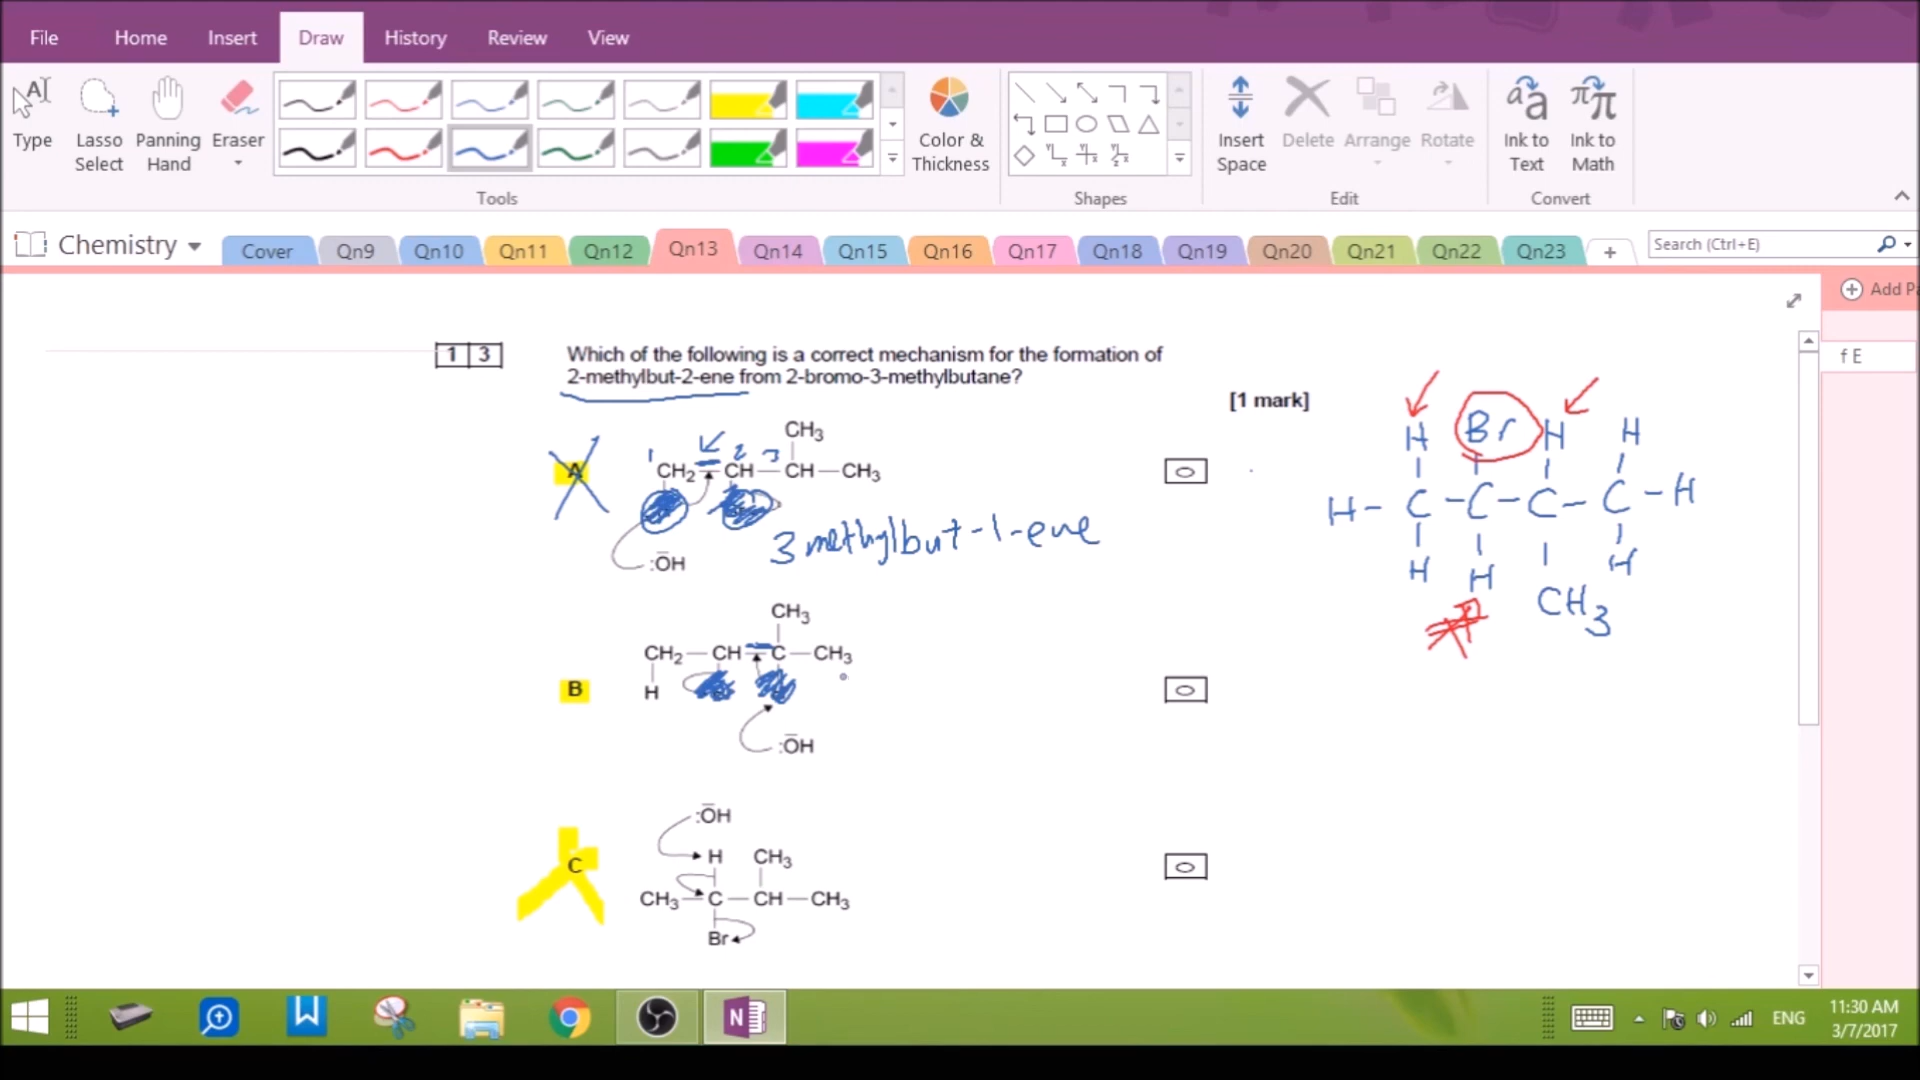 File Home Insert Draw History Review View
Type Lasso Select Panning Hand Eraser Color & Thickness Insert Space Delete Arrange Rotate Ink to Text Ink to Math
Tools Shapes Edit Convert
Chemistry Cover Qn9 Qn10 Qn11 Qn12 Qn13 Qn14 Qn15 Qn16 Qn17 Qn18 Qn19 Qn20 Qn21 Qn22 Qn23 + Search (Ctrl+E)
Add Pa
f E
1 3 Which of the following is a correct mechanism for the formation of
2-methylbut-2-ene from 2-bromo-3-methylbutane?
[1 mark]
CH3
1 2 3
A CH2 — CH — CH — CH3
:OH
3 methylbut-1-ene
CH3
CH2 — CH — C — CH3
B H
:OH
:OH
H CH3
C
CH3 — C — CH — CH3
Br
H Br H H
H - C - C - C - C - H
H H CH3 H
11:30 AM
ENG
3/7/2017